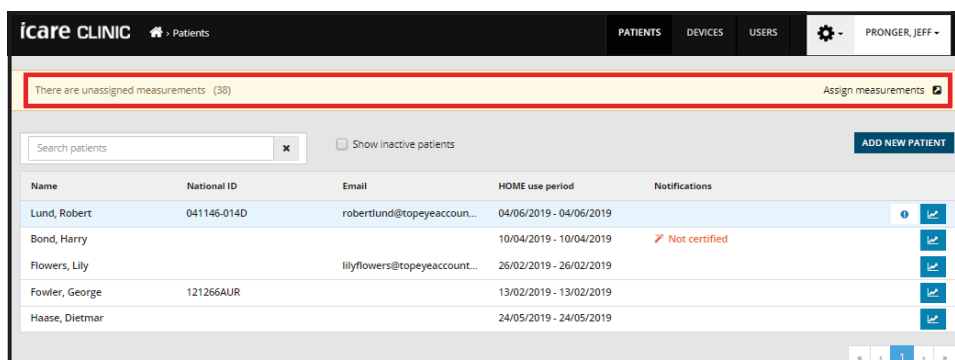 icare CLINIC › Patients PATIENTS DEVICES USERS PRONGER, JEFF
There are unassigned measurements (38) Assign measurements
Search patients Show inactive patients ADD NEW PATIENT
Name National ID Email HOME use period Notifications
Lund, Robert 041146-014D robertlund@topeyeaccoun... 04/06/2019 - 04/06/2019
Bond, Harry 10/04/2019 - 10/04/2019 Not certified
Flowers, Lily lilyflowers@topeyeaccount... 26/02/2019 - 26/02/2019
Fowler, George 121266AUR 13/02/2019 - 13/02/2019
Haase, Dietmar 24/05/2019 - 24/05/2019
« ‹ 1 › »